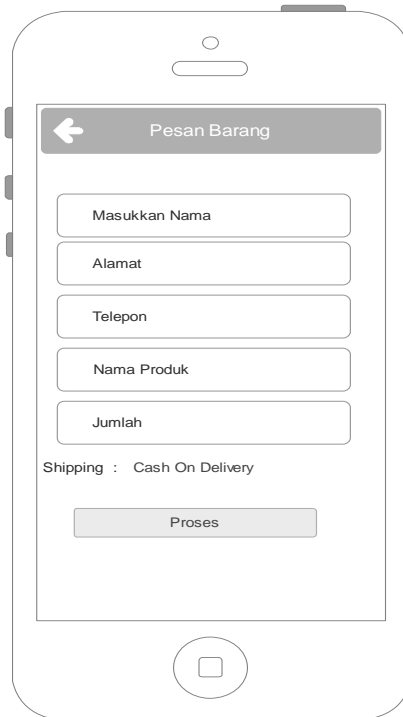 Pesan Barang
Masukkan Nama
Alamat
Telepon
Nama Produk
Jumlah
Shipping : Cash On Delivery
Proses